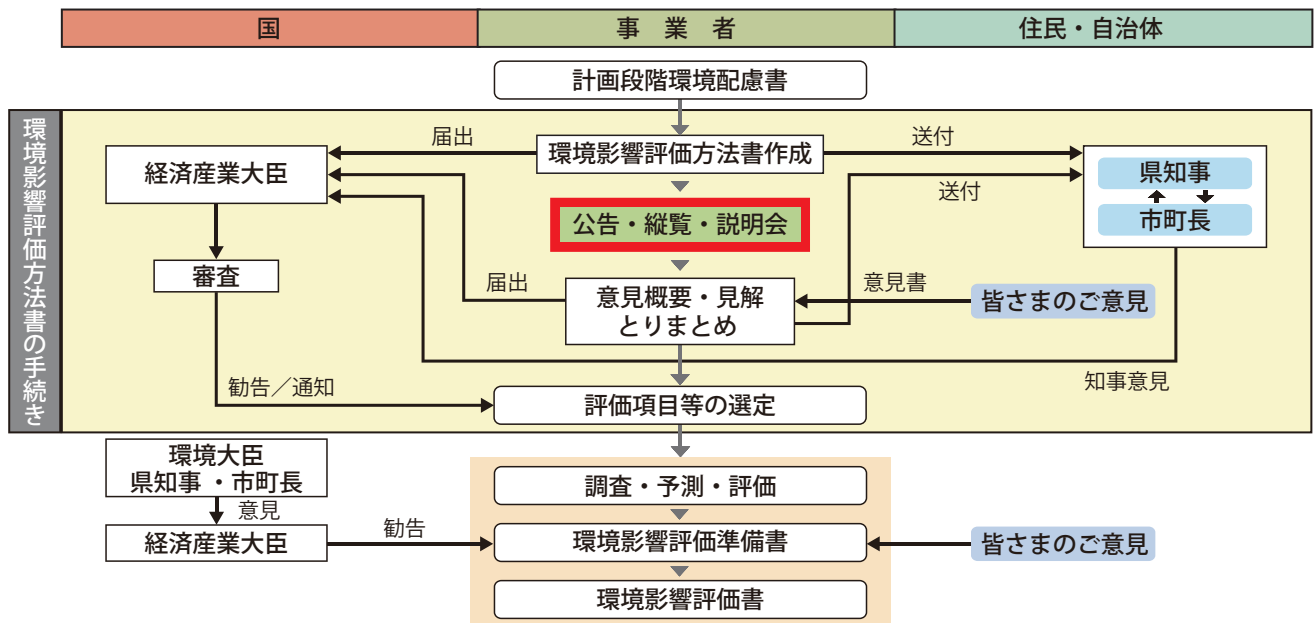 国
事業者
住民・自治体
計画段階環境配慮書
環境影響評価方法書の手続き
届出
環境影響評価方法書作成
送付
経済産業大臣
県知事
送付
市町長
公告・縦覧・説明会
審査
届出
意見概要・見解
とりまとめ
意見書
皆さまのご意見
勧告／通知
知事意見
評価項目等の選定
環境大臣
県知事・市町長
意見
経済産業大臣
勧告
調査・予測・評価
環境影響評価準備書
皆さまのご意見
環境影響評価書